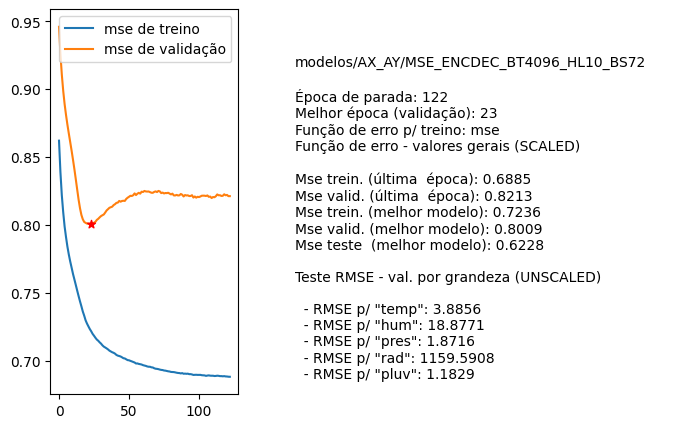 0.95
0.90
0.85
0.80
0.75
0.70
0
50
100
mse de treino
mse de validação
modelos/AX_AY/MSE_ENCDEC_BT4096_HL10_BS72
Época de parada: 122
Melhor época (validação): 23
Função de erro p/ treino: mse
Função de erro - valores gerais (SCALED)
Mse trein. (última  época): 0.6885
Mse valid. (última  época): 0.8213
Mse trein. (melhor modelo): 0.7236
Mse valid. (melhor modelo): 0.8009
Mse teste  (melhor modelo): 0.6228
Teste RMSE - val. por grandeza (UNSCALED)
- RMSE p/ "temp": 3.8856
- RMSE p/ "hum": 18.8771
- RMSE p/ "pres": 1.8716
- RMSE p/ "rad": 1159.5908
- RMSE p/ "pluv": 1.1829